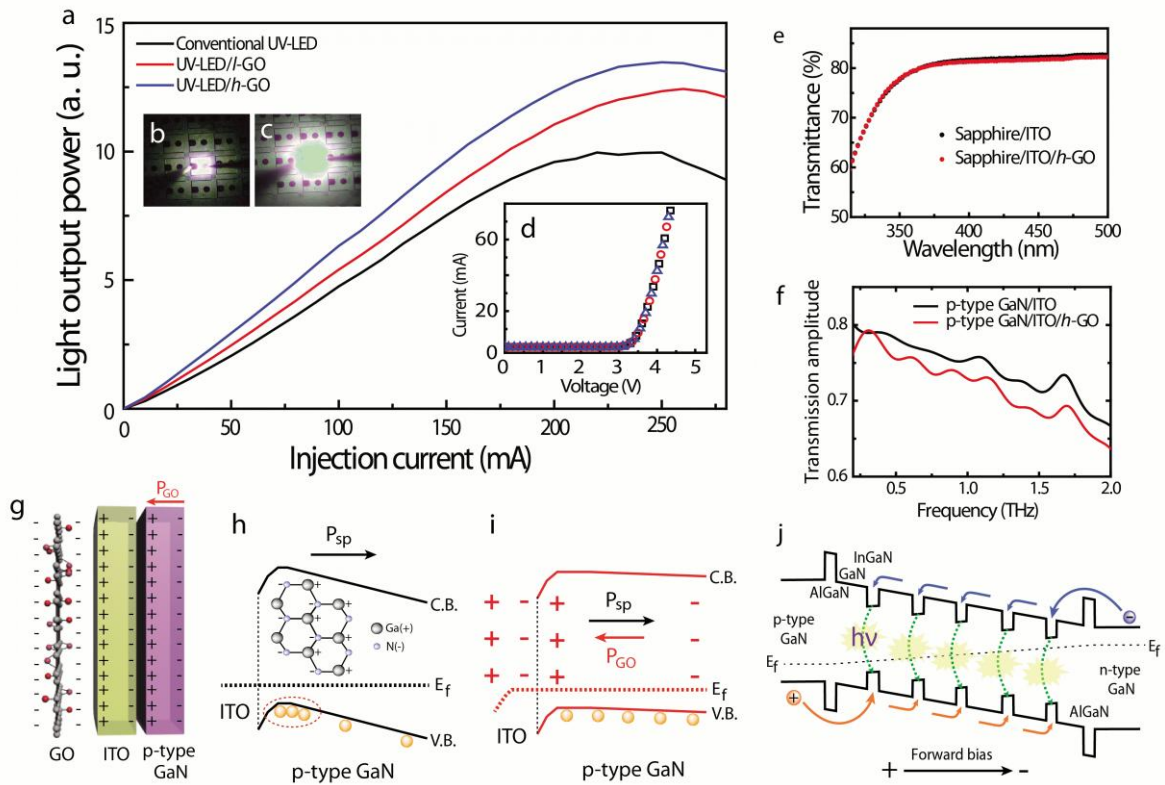 a
15
10
5
0
Light output power (a. u.)
0
50
100
150
200
250
Injection current (mA)
Conventional UV-LED
UV-LED/l-GO
UV-LED/h-GO
b
c
d
60
20
0
Current (mA)
0
1
2
3
4
5
Voltage (V)
e
80
70
60
50
Transmittance (%)
Sapphire/ITO
Sapphire/ITO/h-GO
350
400
450
500
Wavelength (nm)
f
p-type GaN/ITO
p-type GaN/ITO/h-GO
0.8
0.7
0.6
Transmission amplitude
0.5
1.0
1.5
2.0
Frequency (THz)
g
PGO
GO
ITO
p-type
GaN
h
Psp
C.B.
Ga(+)
N(-)
Ef
ITO
V.B.
p-type GaN
i
C.B.
Psp
PGO
Ef
V.B.
ITO
p-type GaN
j
InGaN
GaN
AlGaN
p-type
GaN
hν
Ef
Ef
n-type
GaN
AlGaN
+ Forward bias -